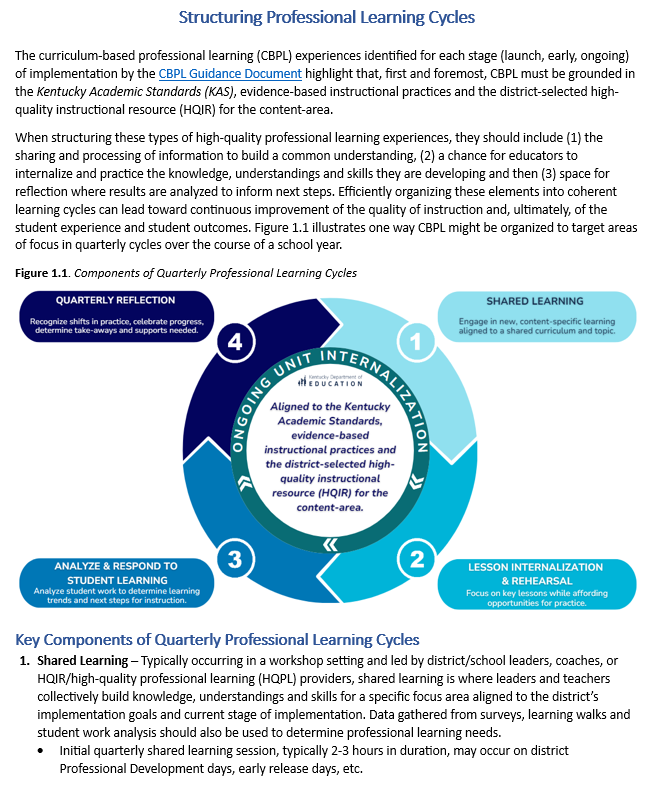 Structuring Professional Learning Cycles
The curriculum-based professional learning (CBPL) experiences identified for each stage (launch, early, ongoing)
of implementation by the CBPL Guidance Document highlight that, first and foremost, CBPL must be grounded in
the Kentucky Academic Standards (KAS), evidence-based instructional practices and the district-selected high-
quality instructional resource (HQIR) for the content-area.
When structuring these types of high-quality professional learning experiences, they should include (1) the
sharing and processing of information to build a common understanding, (2) a chance for educators to
internalize and practice the knowledge, understandings and skills they are developing and then (3) space for
reflection where results are analyzed to inform next steps. Efficiently organizing these elements into coherent
learning cycles can lead toward continuous improvement of the quality of instruction and, ultimately, of the
student experience and student outcomes. Figure 1.1 illustrates one way CBPL might be organized to target areas
of focus in quarterly cycles over the course of a school year.
Figure 1.1. Components of Quarterly Professional Learning Cycles
QUARTERLY REFLECTION
Recognize shifts in practice, celebrate progress,
determine take-aways and supports needed.
4
SHARED LEARNING
Engage in new, content-specific learning
aligned to a shared curriculum and topic.
1
ONGOING UNIT INTERNALIZATION
Kentucky Department of
EDUCATION
Aligned to the Kentucky
Academic Standards,
evidence-based
instructional practices and
the district-selected high-
quality instructional
resource (HQIR) for the
content-area.
3
ANALYZE & RESPOND TO
STUDENT LEARNING
Analyze student work to determine learning
trends and next steps for instruction.
2
LESSON INTERNALIZATION
& REHEARSAL
Focus on key lessons while affording
opportunities for practice.
Key Components of Quarterly Professional Learning Cycles
1. Shared Learning – Typically occurring in a workshop setting and led by district/school leaders, coaches, or
HQIR/high-quality professional learning (HQPL) providers, shared learning is where leaders and teachers
collectively build knowledge, understandings and skills for a specific focus area aligned to the district's
implementation goals and current stage of implementation. Data gathered from surveys, learning walks and
student work analysis should also be used to determine professional learning needs.
• Initial quarterly shared learning session, typically 2-3 hours in duration, may occur on district
Professional Development days, early release days, etc.